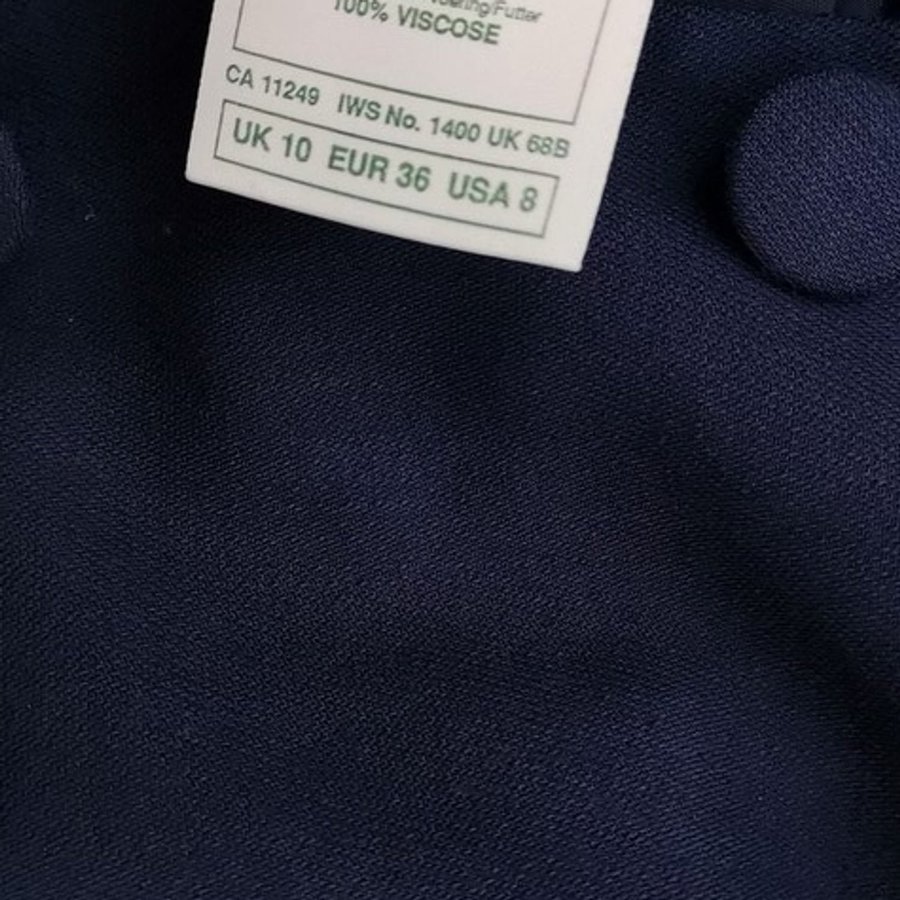 100% VISCOSE
CA 11249 IWS No. 1400 UK 68B
UK 10 EUR 36 USA 8